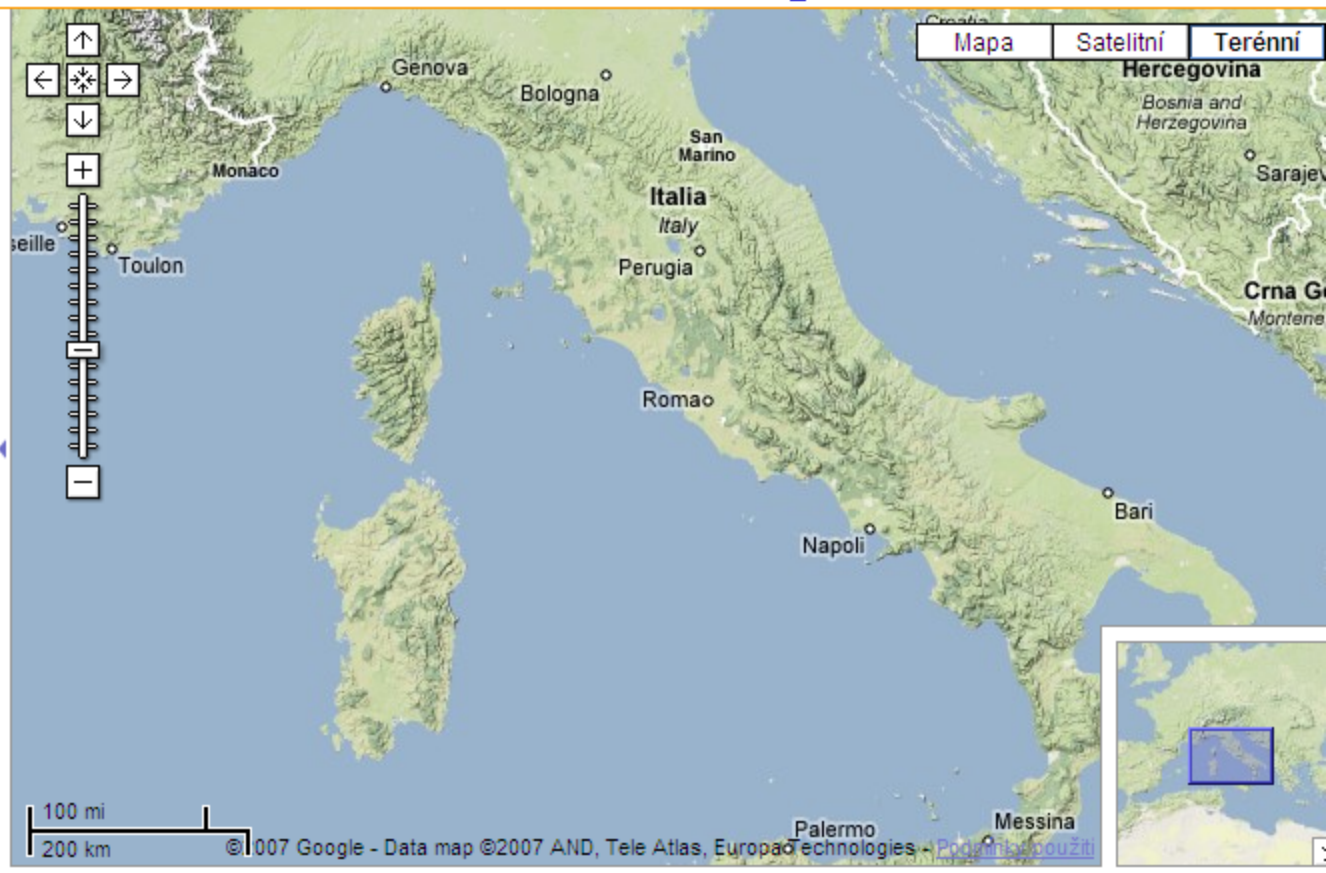 Croatia
Mapa
Satelitní
Terénní
Hercegovina
Bosnia and
Herzegovina
Genova
Bologna
San
Marino
Monaco
Sarajev
Italia
Italy
seille
Toulon
Perugia
Crna G
Montene
Roma
Bari
Napoli
100 mi
200 km
Palermo
Messina
©2007 Google - Data map ©2007 AND, Tele Atlas, Europa Technologies - Podmínky použití